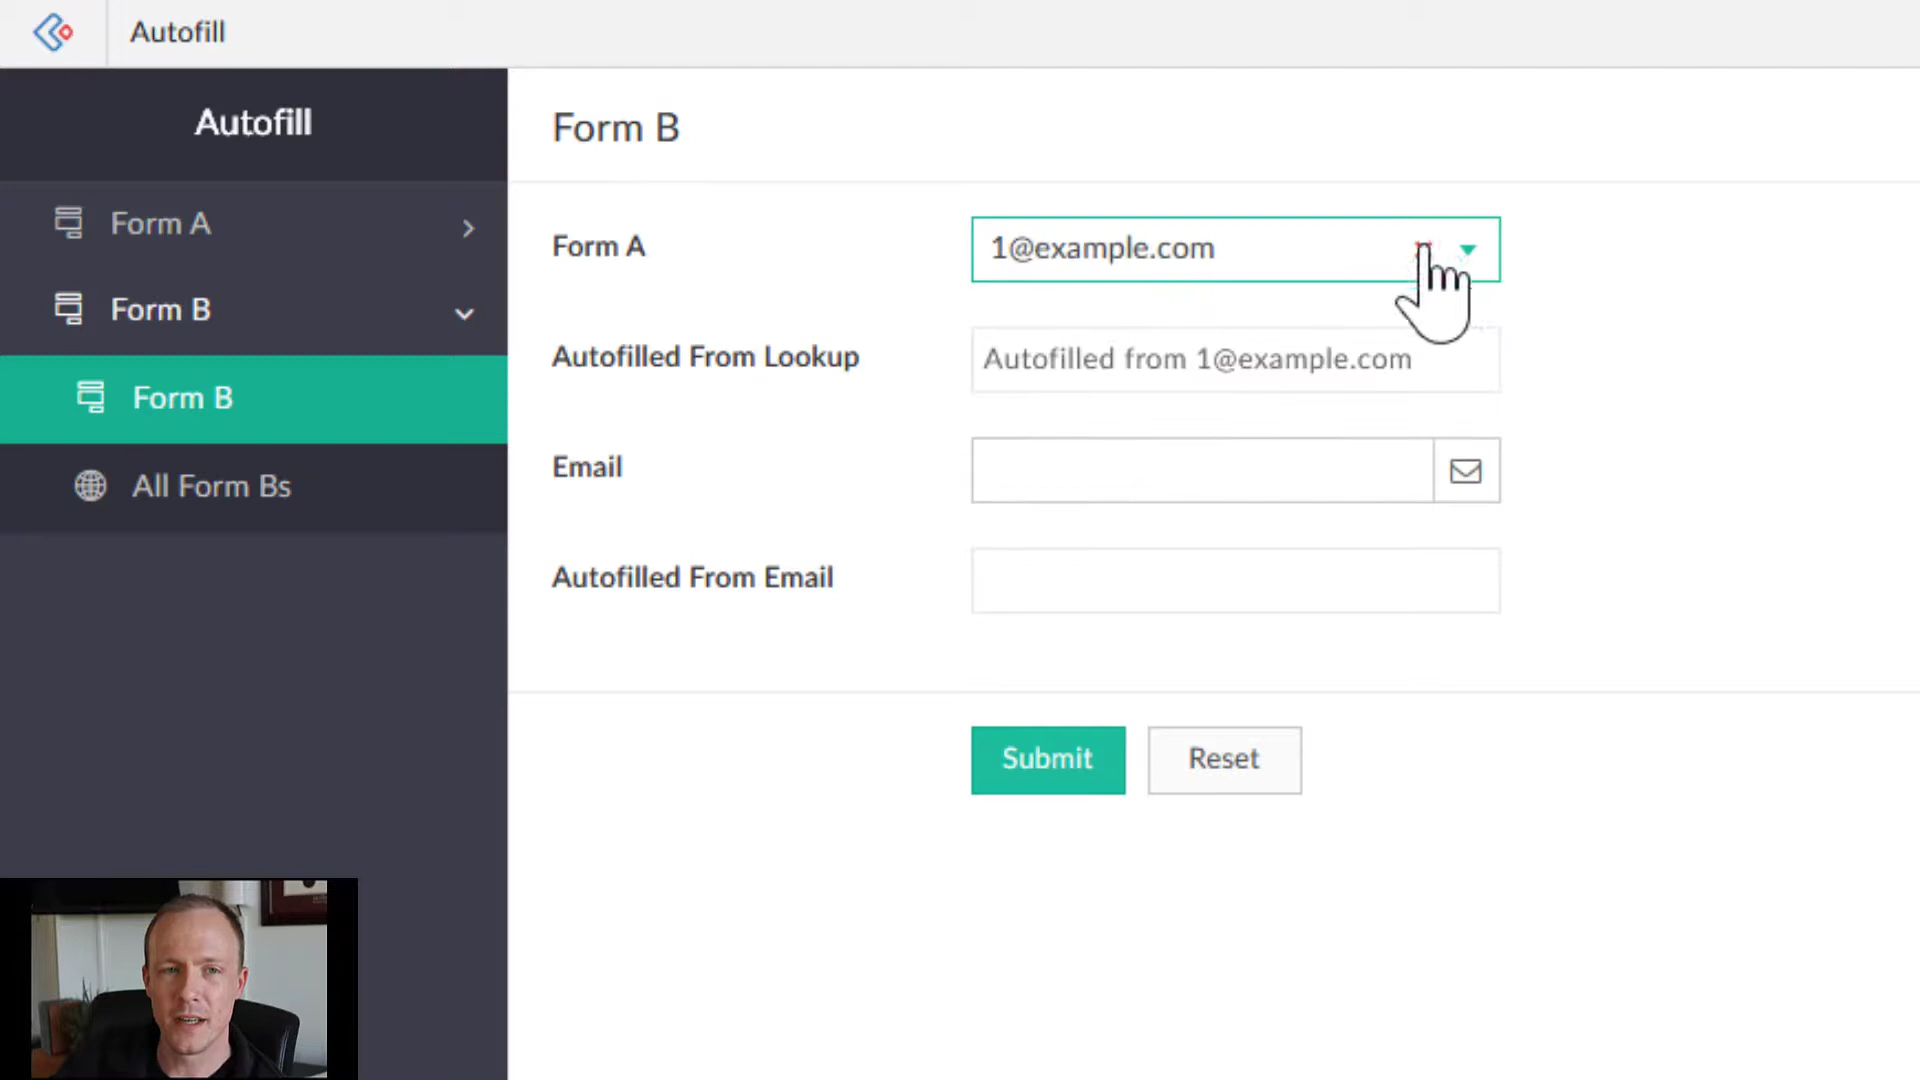 Autofill
Autofill
Form A
Form B
Form B
All Form Bs
Form B
Form A
1@example.com
Autofilled From Lookup
Autofilled from 1@example.com
Email
Autofilled From Email
Submit
Reset